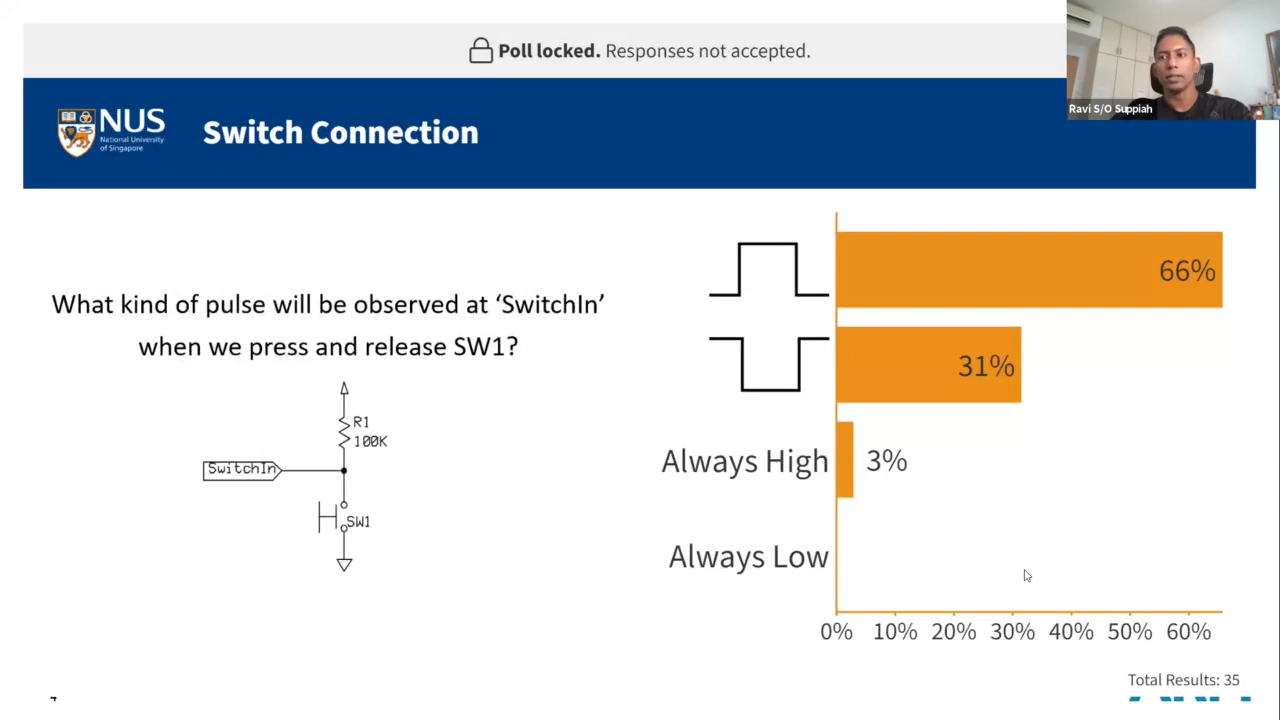 Poll locked. Responses not accepted.
Ravi S/O Suppiah
NUS
National University
of Singapore
Switch Connection
What kind of pulse will be observed at ‘SwitchIn’
when we press and release SW1?
R1
100K
SwitchIn
SW1
66%
31%
Always High
3%
Always Low
0% 10% 20% 30% 40% 50% 60%
Total Results: 35